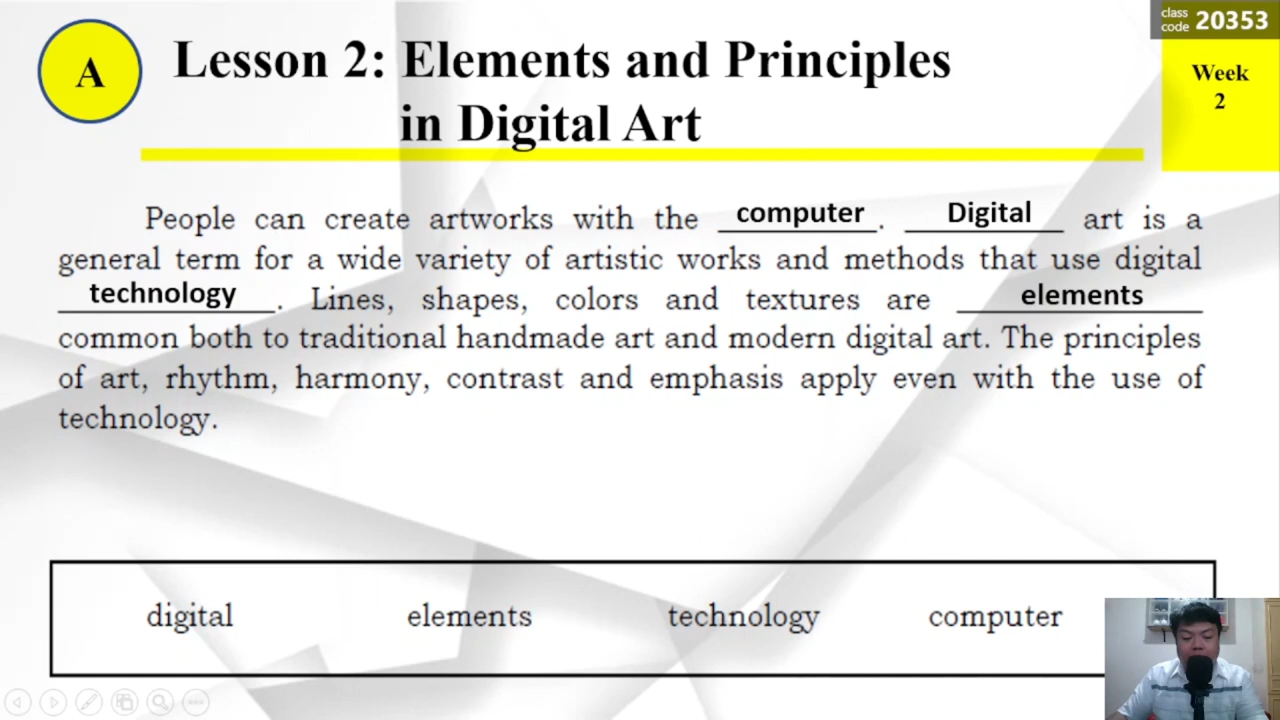 class
code 20353
A
Lesson 2: Elements and Principles
in Digital Art
Week
2
People can create artworks with the computer. Digital art is a
general term for a wide variety of artistic works and methods that use digital
technology. Lines, shapes, colors and textures are elements
common both to traditional handmade art and modern digital art. The principles
of art, rhythm, harmony, contrast and emphasis apply even with the use of
technology.
digital elements technology computer